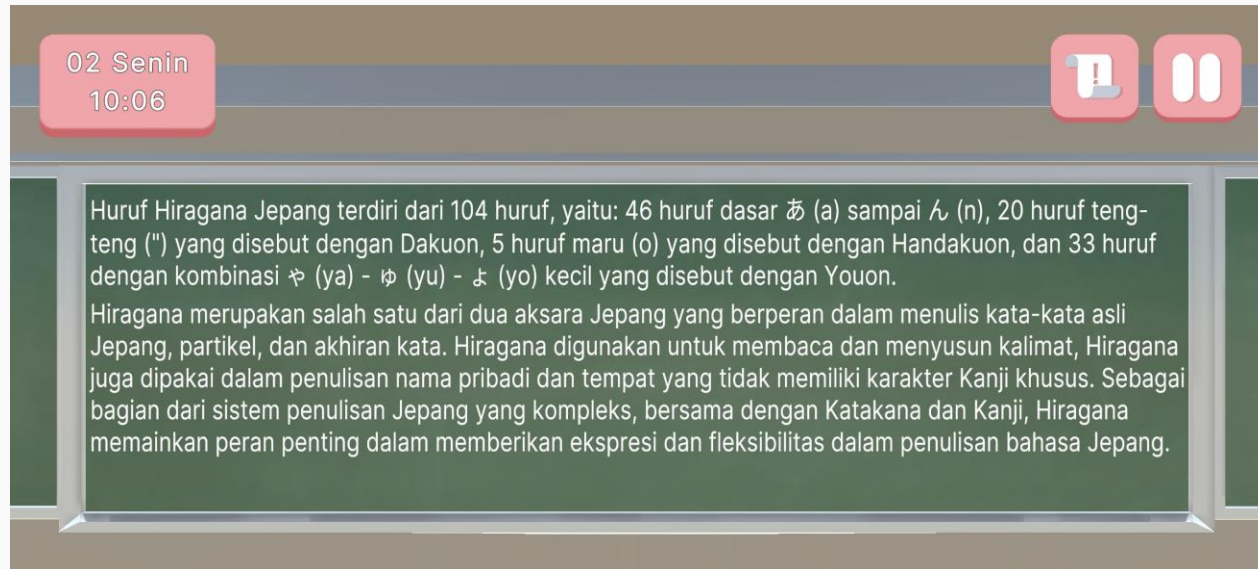 02 Senin
10:06
!
Huruf Hiragana Jepang terdiri dari 104 huruf, yaitu: 46 huruf dasar あ (a) sampai ん (n), 20 huruf teng-
teng (") yang disebut dengan Dakuon, 5 huruf maru (o) yang disebut dengan Handakuon, dan 33 huruf
dengan kombinasi ゃ (ya) - ゅ (yu) - ょ (yo) kecil yang disebut dengan Youon.
Hiragana merupakan salah satu dari dua aksara Jepang yang berperan dalam menulis kata-kata asli
Jepang, partikel, dan akhiran kata. Hiragana digunakan untuk membaca dan menyusun kalimat, Hiragana
juga dipakai dalam penulisan nama pribadi dan tempat yang tidak memiliki karakter Kanji khusus. Sebagai
bagian dari sistem penulisan Jepang yang kompleks, bersama dengan Katakana dan Kanji, Hiragana
memainkan peran penting dalam memberikan ekspresi dan fleksibilitas dalam penulisan bahasa Jepang.